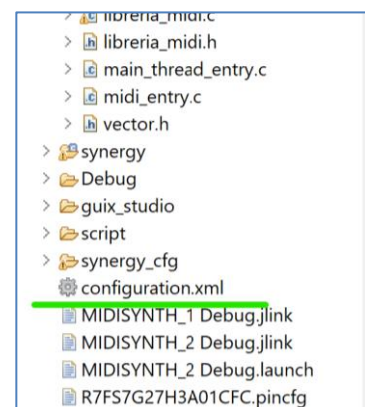 libreria_midi.c
libreria_midi.h
main_thread_entry.c
midi_entry.c
vector.h
synergy
Debug
guix_studio
script
synergy_cfg
configuration.xml
MIDISYNTH_1 Debug.jlink
MIDISYNTH_2 Debug.jlink
MIDISYNTH_2 Debug.launch
R7FS7G27H3A01CFC.pincfg